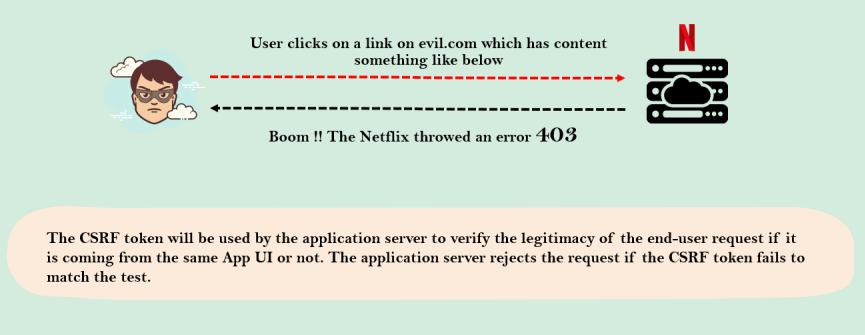 N
User clicks on a link on evil.com which has content
something like below
Boom !! The Netflix throwed an error 403
The CSRF token will be used by the application server to verify the legitimacy of the end-user request if it
is coming from the same App UI or not. The application server rejects the request if the CSRF token fails to
match the test.